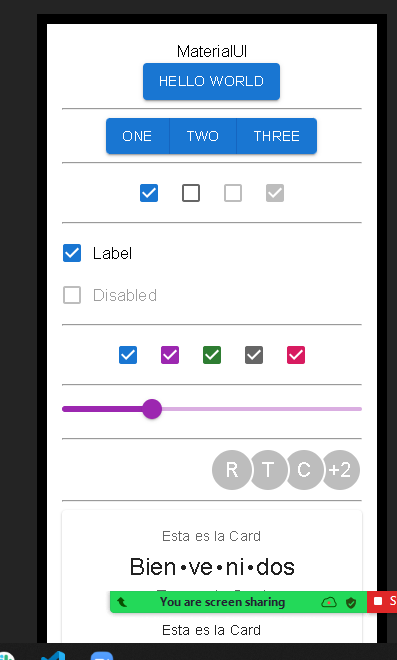 MaterialUI
HELLO WORLD
ONE TWO THREE
Label
Disabled
R T C +2
Esta es la Card
Bien•ve•ni•dos
You are screen sharing S
Esta es la Card